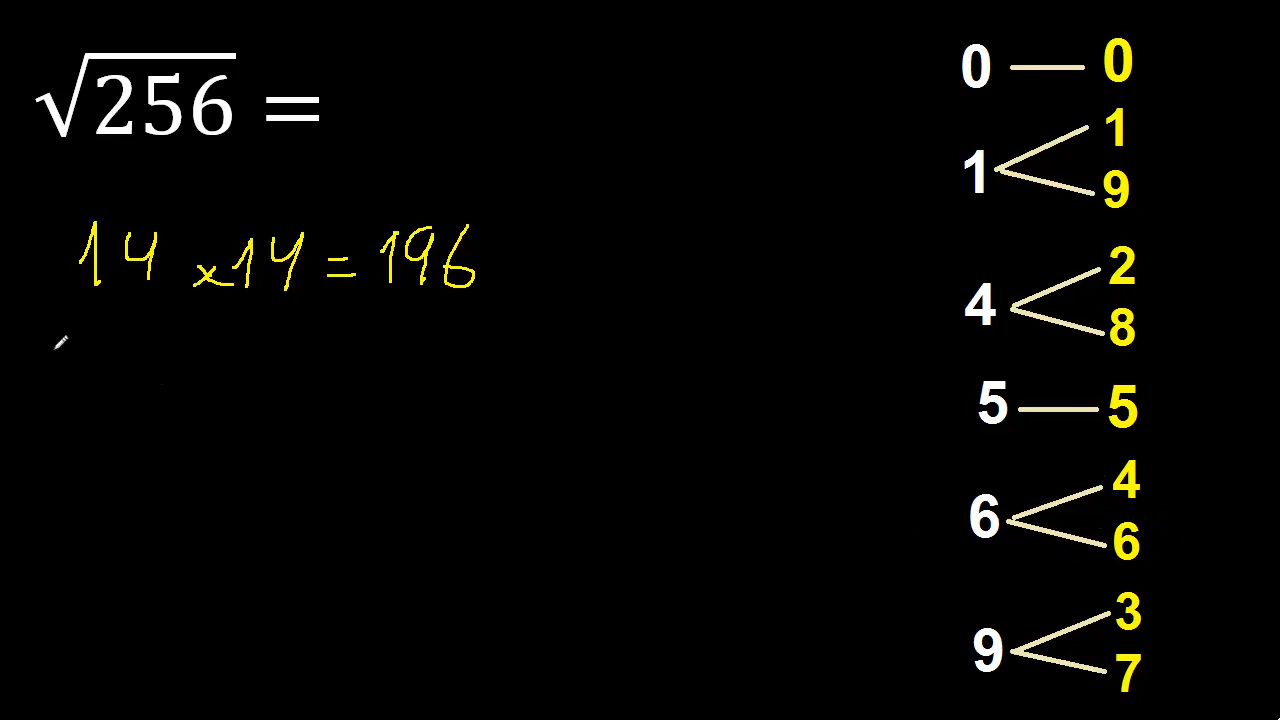 √256 =
14 ×14 = 196
0 — 0
1 < 1
9
4 < 2
8
5 — 5
6 < 4
6
9 < 3
7